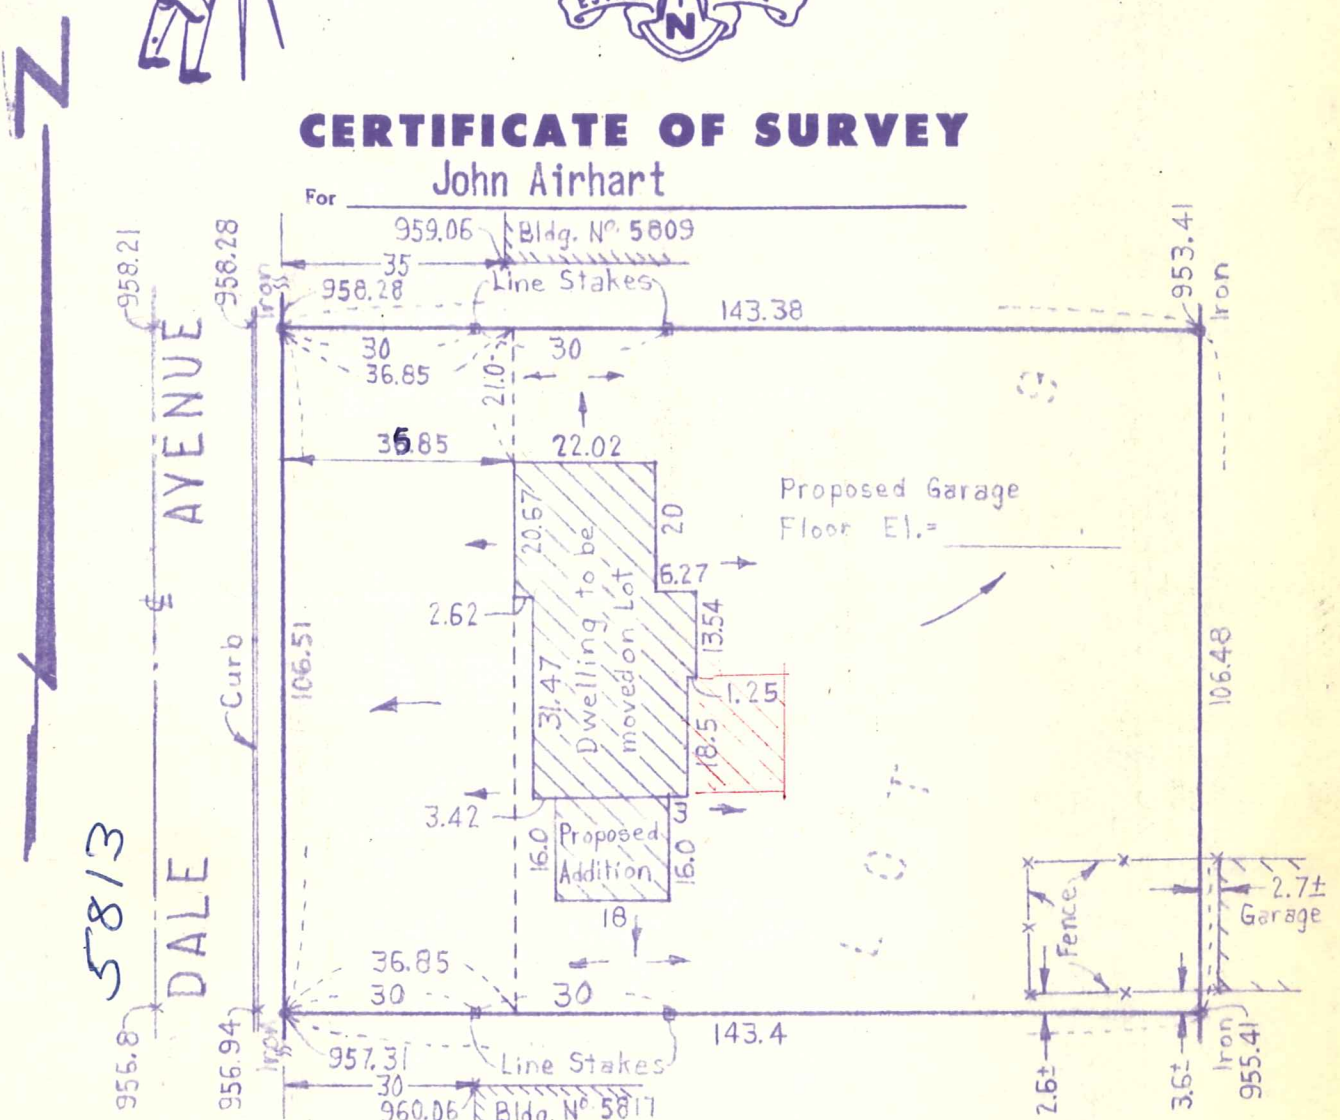 N
Z
CERTIFICATE OF SURVEY
For John Airhart
959.06 Bldg. Nº 5809
35
958.21
958.28
Iron
958.28
Line Stakes
143.38
953.41
Iron
30
30
36.85
21.0
AVENUE
36.85
22.02
9
Proposed Garage
Floor El.=
20.67
20
Dwelling to be
moved on Lot
6.27
2.62
13.54
℄
Curb
106.51
106.48
31.47
1.25
18.5
3.42
3
16.0
Proposed
Addition
16.0
18
LOT
Fence
2.7±
Garage
5813
DALE
36.85
30
30
143.4
956.8
956.94
Iron
957.31
Line Stakes
30
960.06 Bldg. Nº 5817
2.6±
3.6±
Iron
955.41